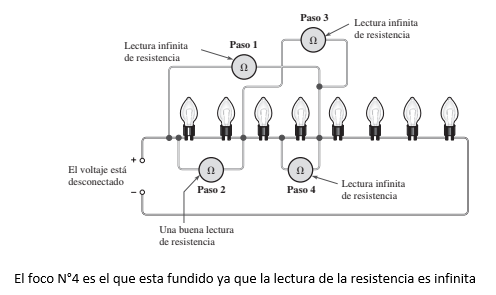 Paso 3
Lectura infinita
de resistencia
Lectura infinita
de resistencia
Paso 1
Ω
Ω
+
El voltaje está
desconectado
−
Ω
Paso 2
Ω
Paso 4
Lectura infinita
de resistencia
Una buena lectura
de resistencia
El foco N°4 es el que esta fundido ya que la lectura de la resistencia es infinita